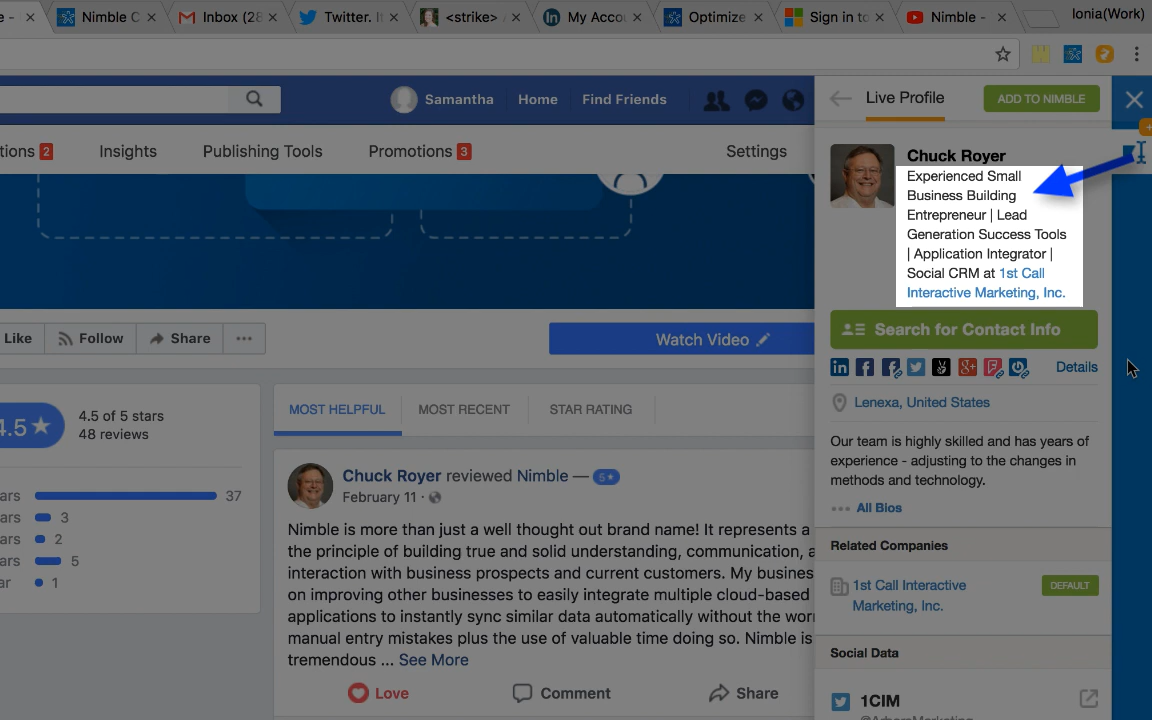 e -
Nimble C
Inbox (28
Twitter. It
<strike>
My Accou
Optimize
Sign in to
Nimble -
Ionia(Work)
Samantha
Home
Find Friends
Live Profile
ADD TO NIMBLE
tions 2
Insights
Publishing Tools
Promotions 3
Settings
Chuck Royer
Experienced Small
Business Building
Entrepreneur | Lead
Generation Success Tools
| Application Integrator |
Social CRM at 1st Call
Interactive Marketing, Inc.
Like
Follow
Share
Watch Video
Search for Contact Info
Details
Lenexa, United States
4.5
4.5 of 5 stars
48 reviews
MOST HELPFUL
MOST RECENT
STAR RATING
Our team is highly skilled and has years of
experience - adjusting to the changes in
methods and technology.
All Bios
Chuck Royer reviewed Nimble — 5★
February 11 ·
ars 37
ars 3
ars 2
ars 5
ar 1
Nimble is more than just a well thought out brand name! It represents a
the principle of building true and solid understanding, communication, a
interaction with business prospects and current customers. My busines
on improving other businesses to easily integrate multiple cloud-based
applications to instantly sync similar data automatically without the wor
manual entry mistakes plus the use of valuable time doing so. Nimble is
tremendous ... See More
Love
Comment
Share
Related Companies
1st Call Interactive
Marketing, Inc.
DEFAULT
Social Data
1CIM